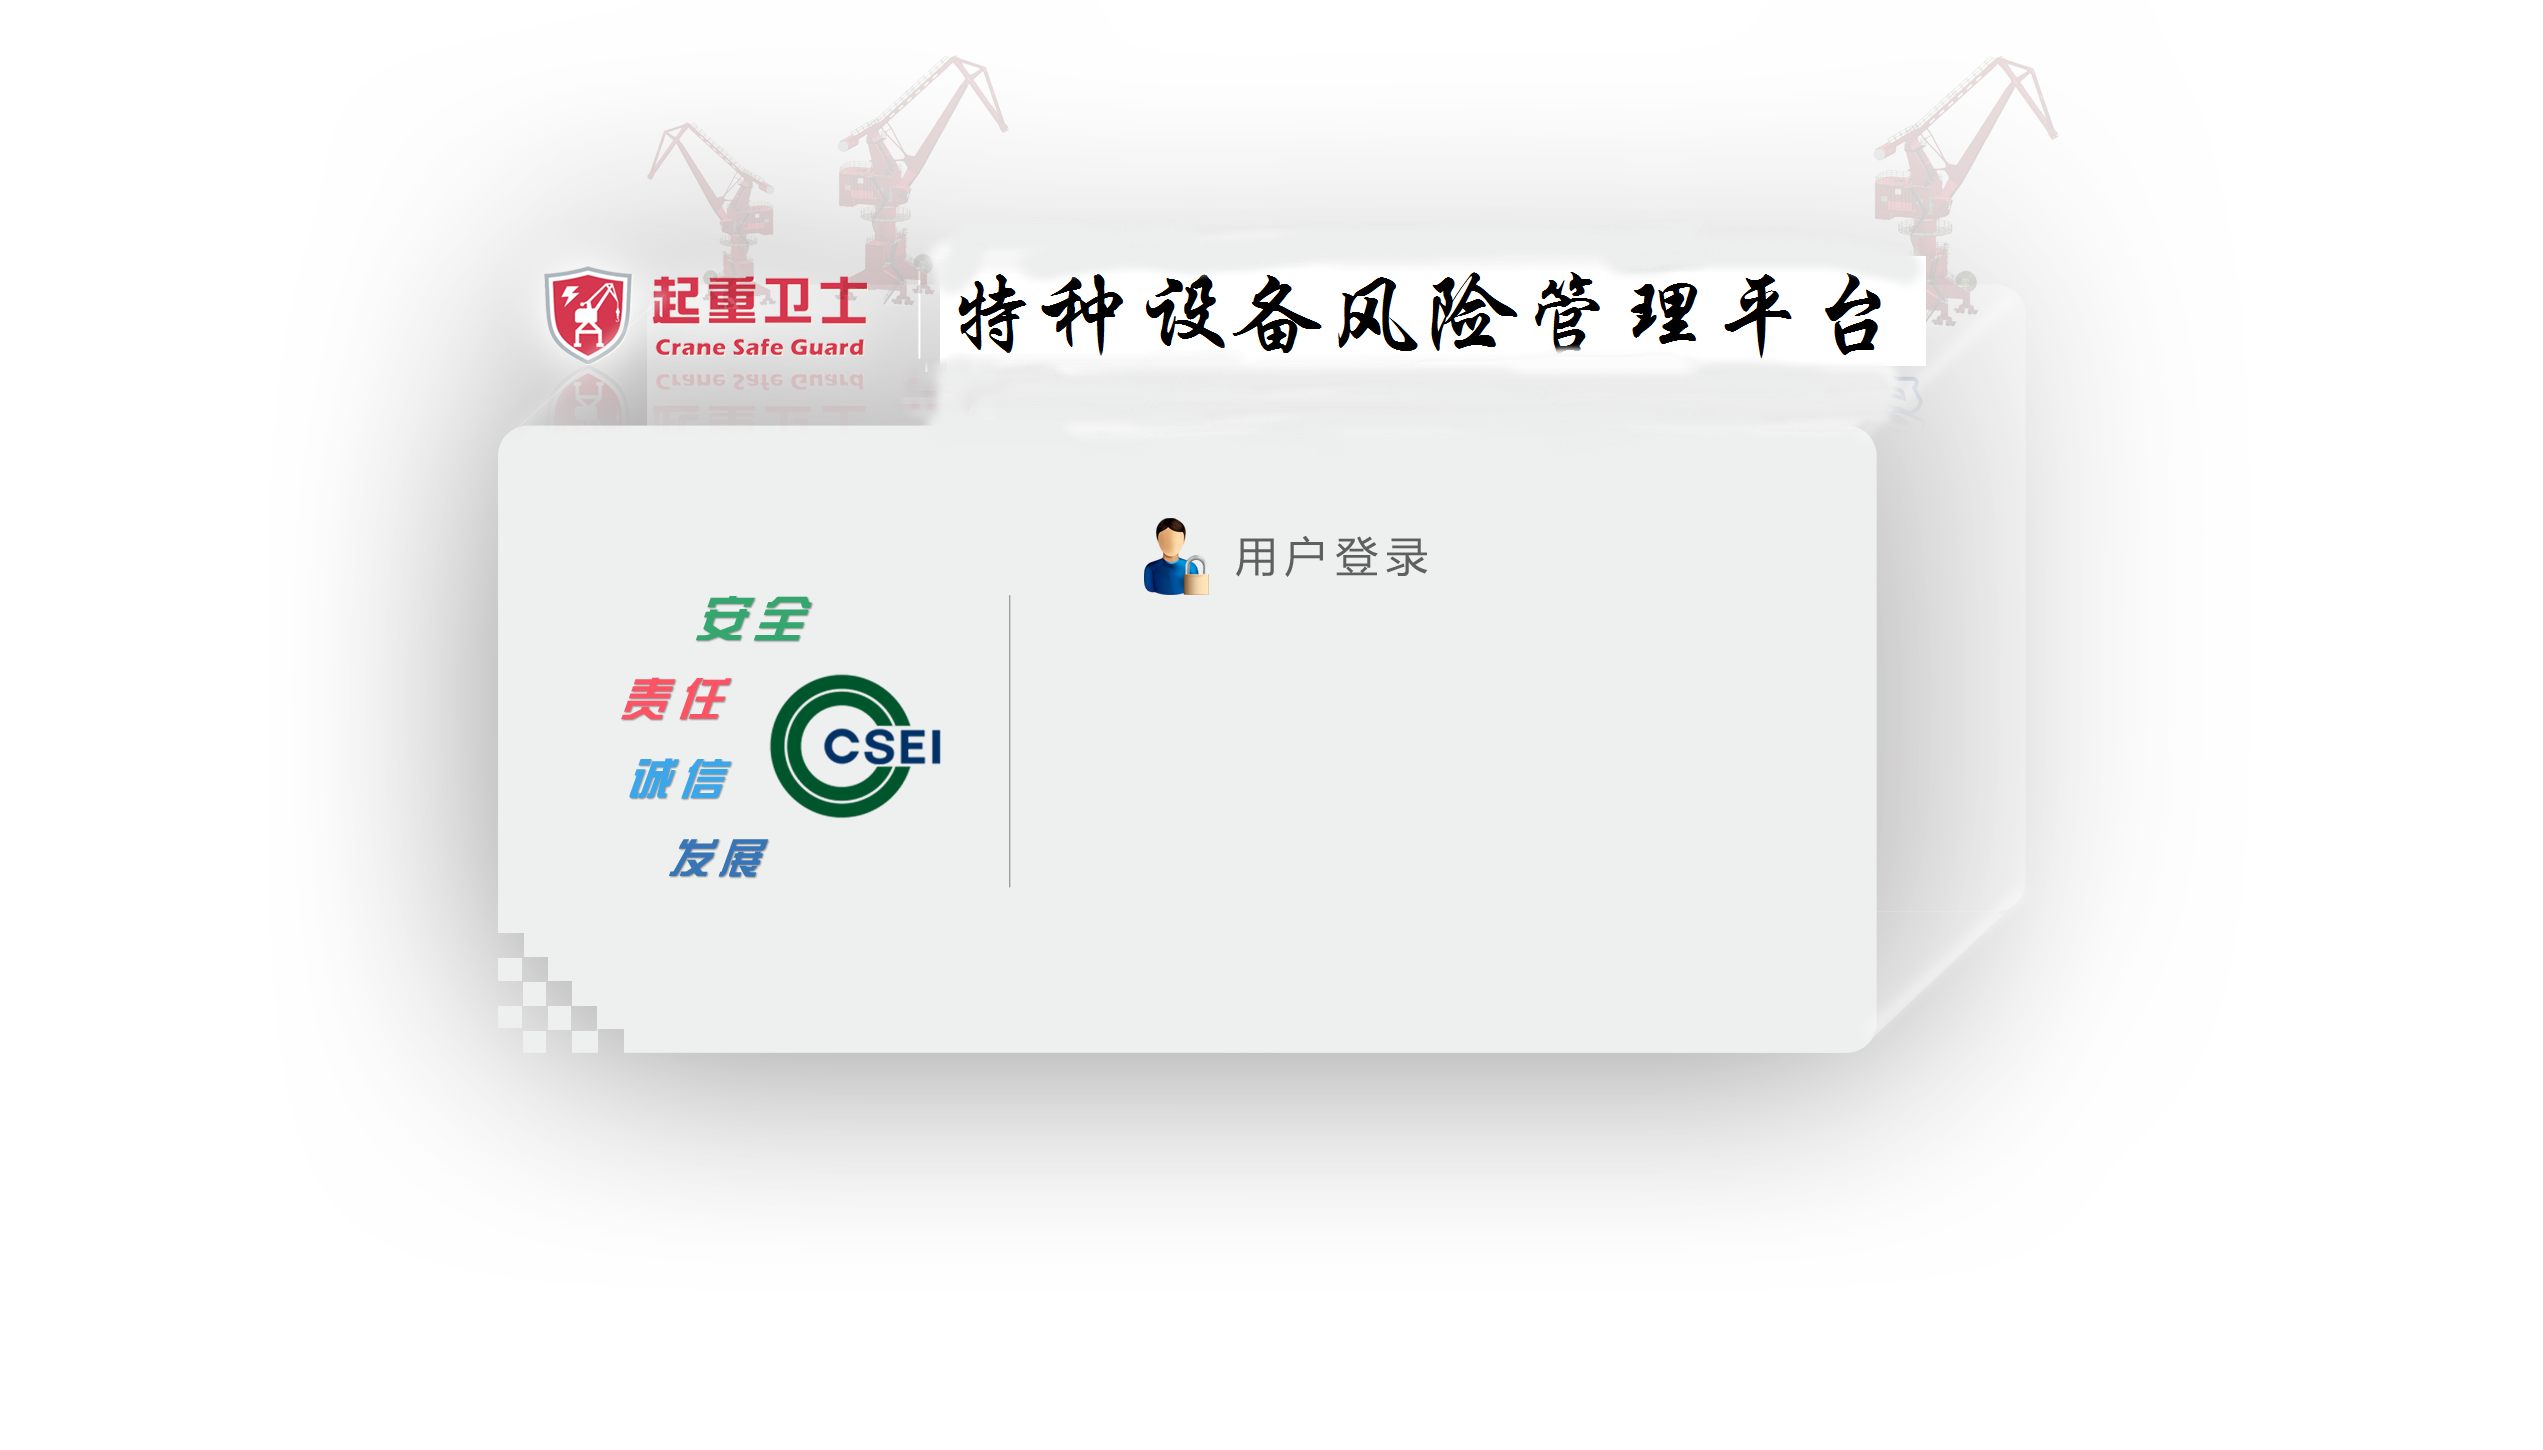 起重卫士
Crane Safe Guard
特种设备风险管理平台
用户登录
安全
责任
诚信
发展
CSEI